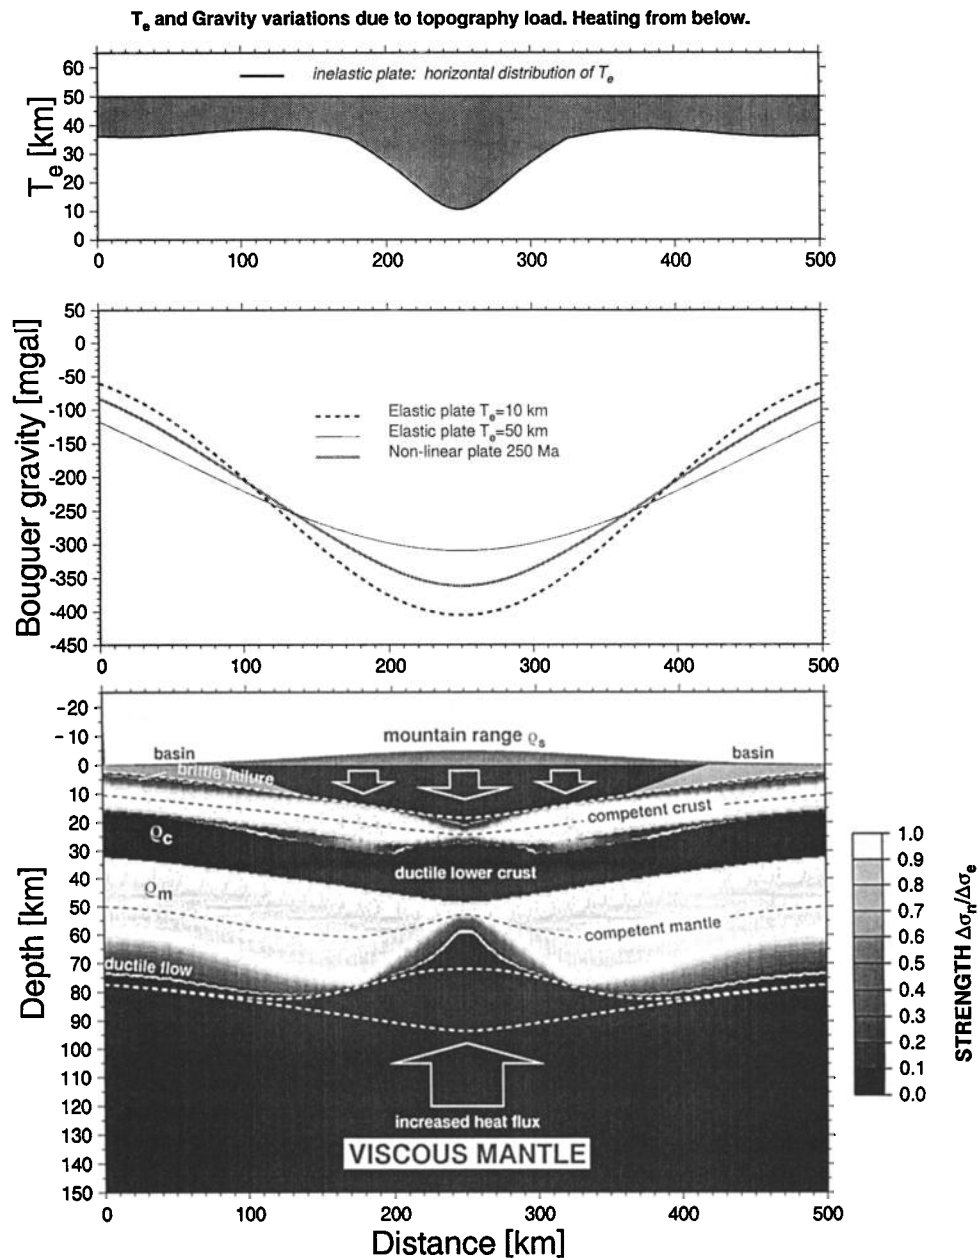 Te and Gravity variations due to topography load. Heating from below.
inelastic plate: horizontal distribution of Te
Te [km]
60
50
40
30
20
10
0
0 100 200 300 400 500
Bouguer gravity [mgal]
50
0
-50
-100
-150
-200
-250
-300
-350
-400
-450
Elastic plate Te=10 km
Elastic plate Te=50 km
Non-linear plate 250 Ma
0 100 200 300 400 500
Depth [km]
-20
-10
0
10
20
30
40
50
60
70
80
90
100
110
120
130
140
150
mountain range ϱs
basin basin
brittle failure
competent crust
ϱc
ductile lower crust
ϱm
competent mantle
ductile flow
increased heat flux
VISCOUS MANTLE
0 100 200 300 400 500
Distance [km]
1.0
0.9
0.8
0.7
0.6
0.5
0.4
0.3
0.2
0.1
0.0
STRENGTH Δσn/Δσe